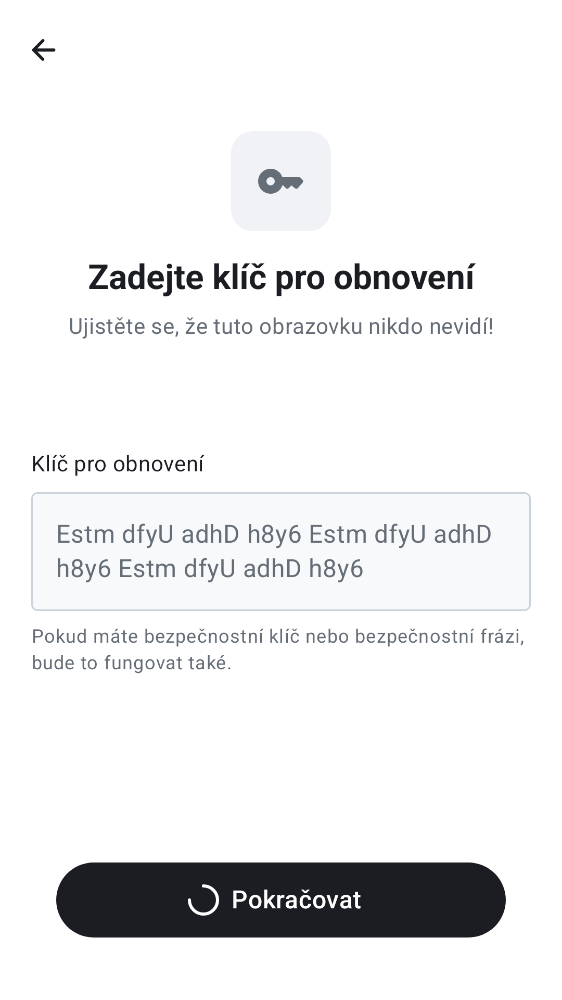 Zadejte klíč pro obnovení
Ujistěte se, že tuto obrazovku nikdo nevidí!
Klíč pro obnovení
Estm dfyU adhD h8y6 Estm dfyU adhD
h8y6 Estm dfyU adhD h8y6
Pokud máte bezpečnostní klíč nebo bezpečnostní frázi,
bude to fungovat také.
Pokračovat